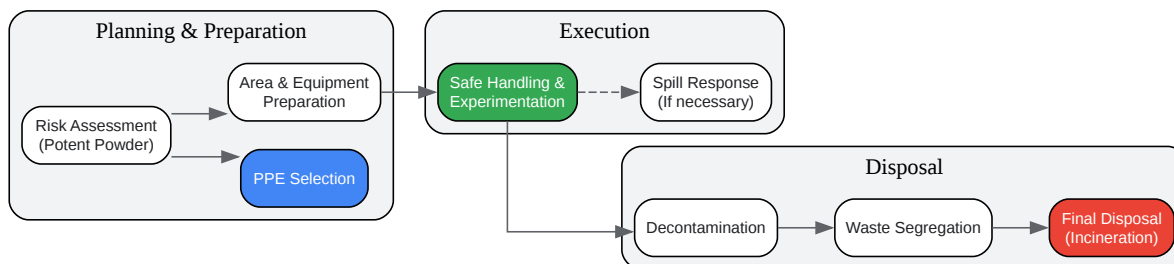 Planning & Preparation
Risk Assessment
(Potent Powder)
Area & Equipment
Preparation
PPE Selection
Execution
Safe Handling &
Experimentation
Spill Response
(If necessary)
Disposal
Decontamination
Waste Segregation
Final Disposal
(Incineration)